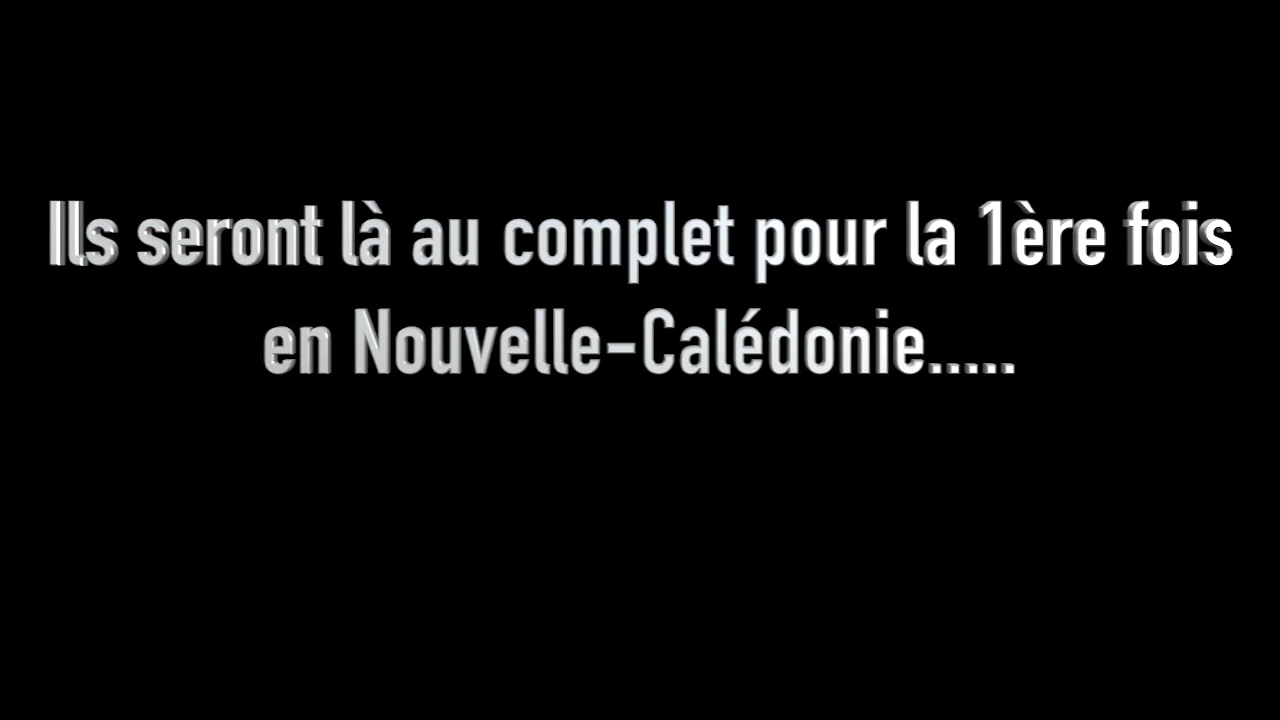 Ils seront là au complet pour la 1ère fois
en Nouvelle-Calédonie.....